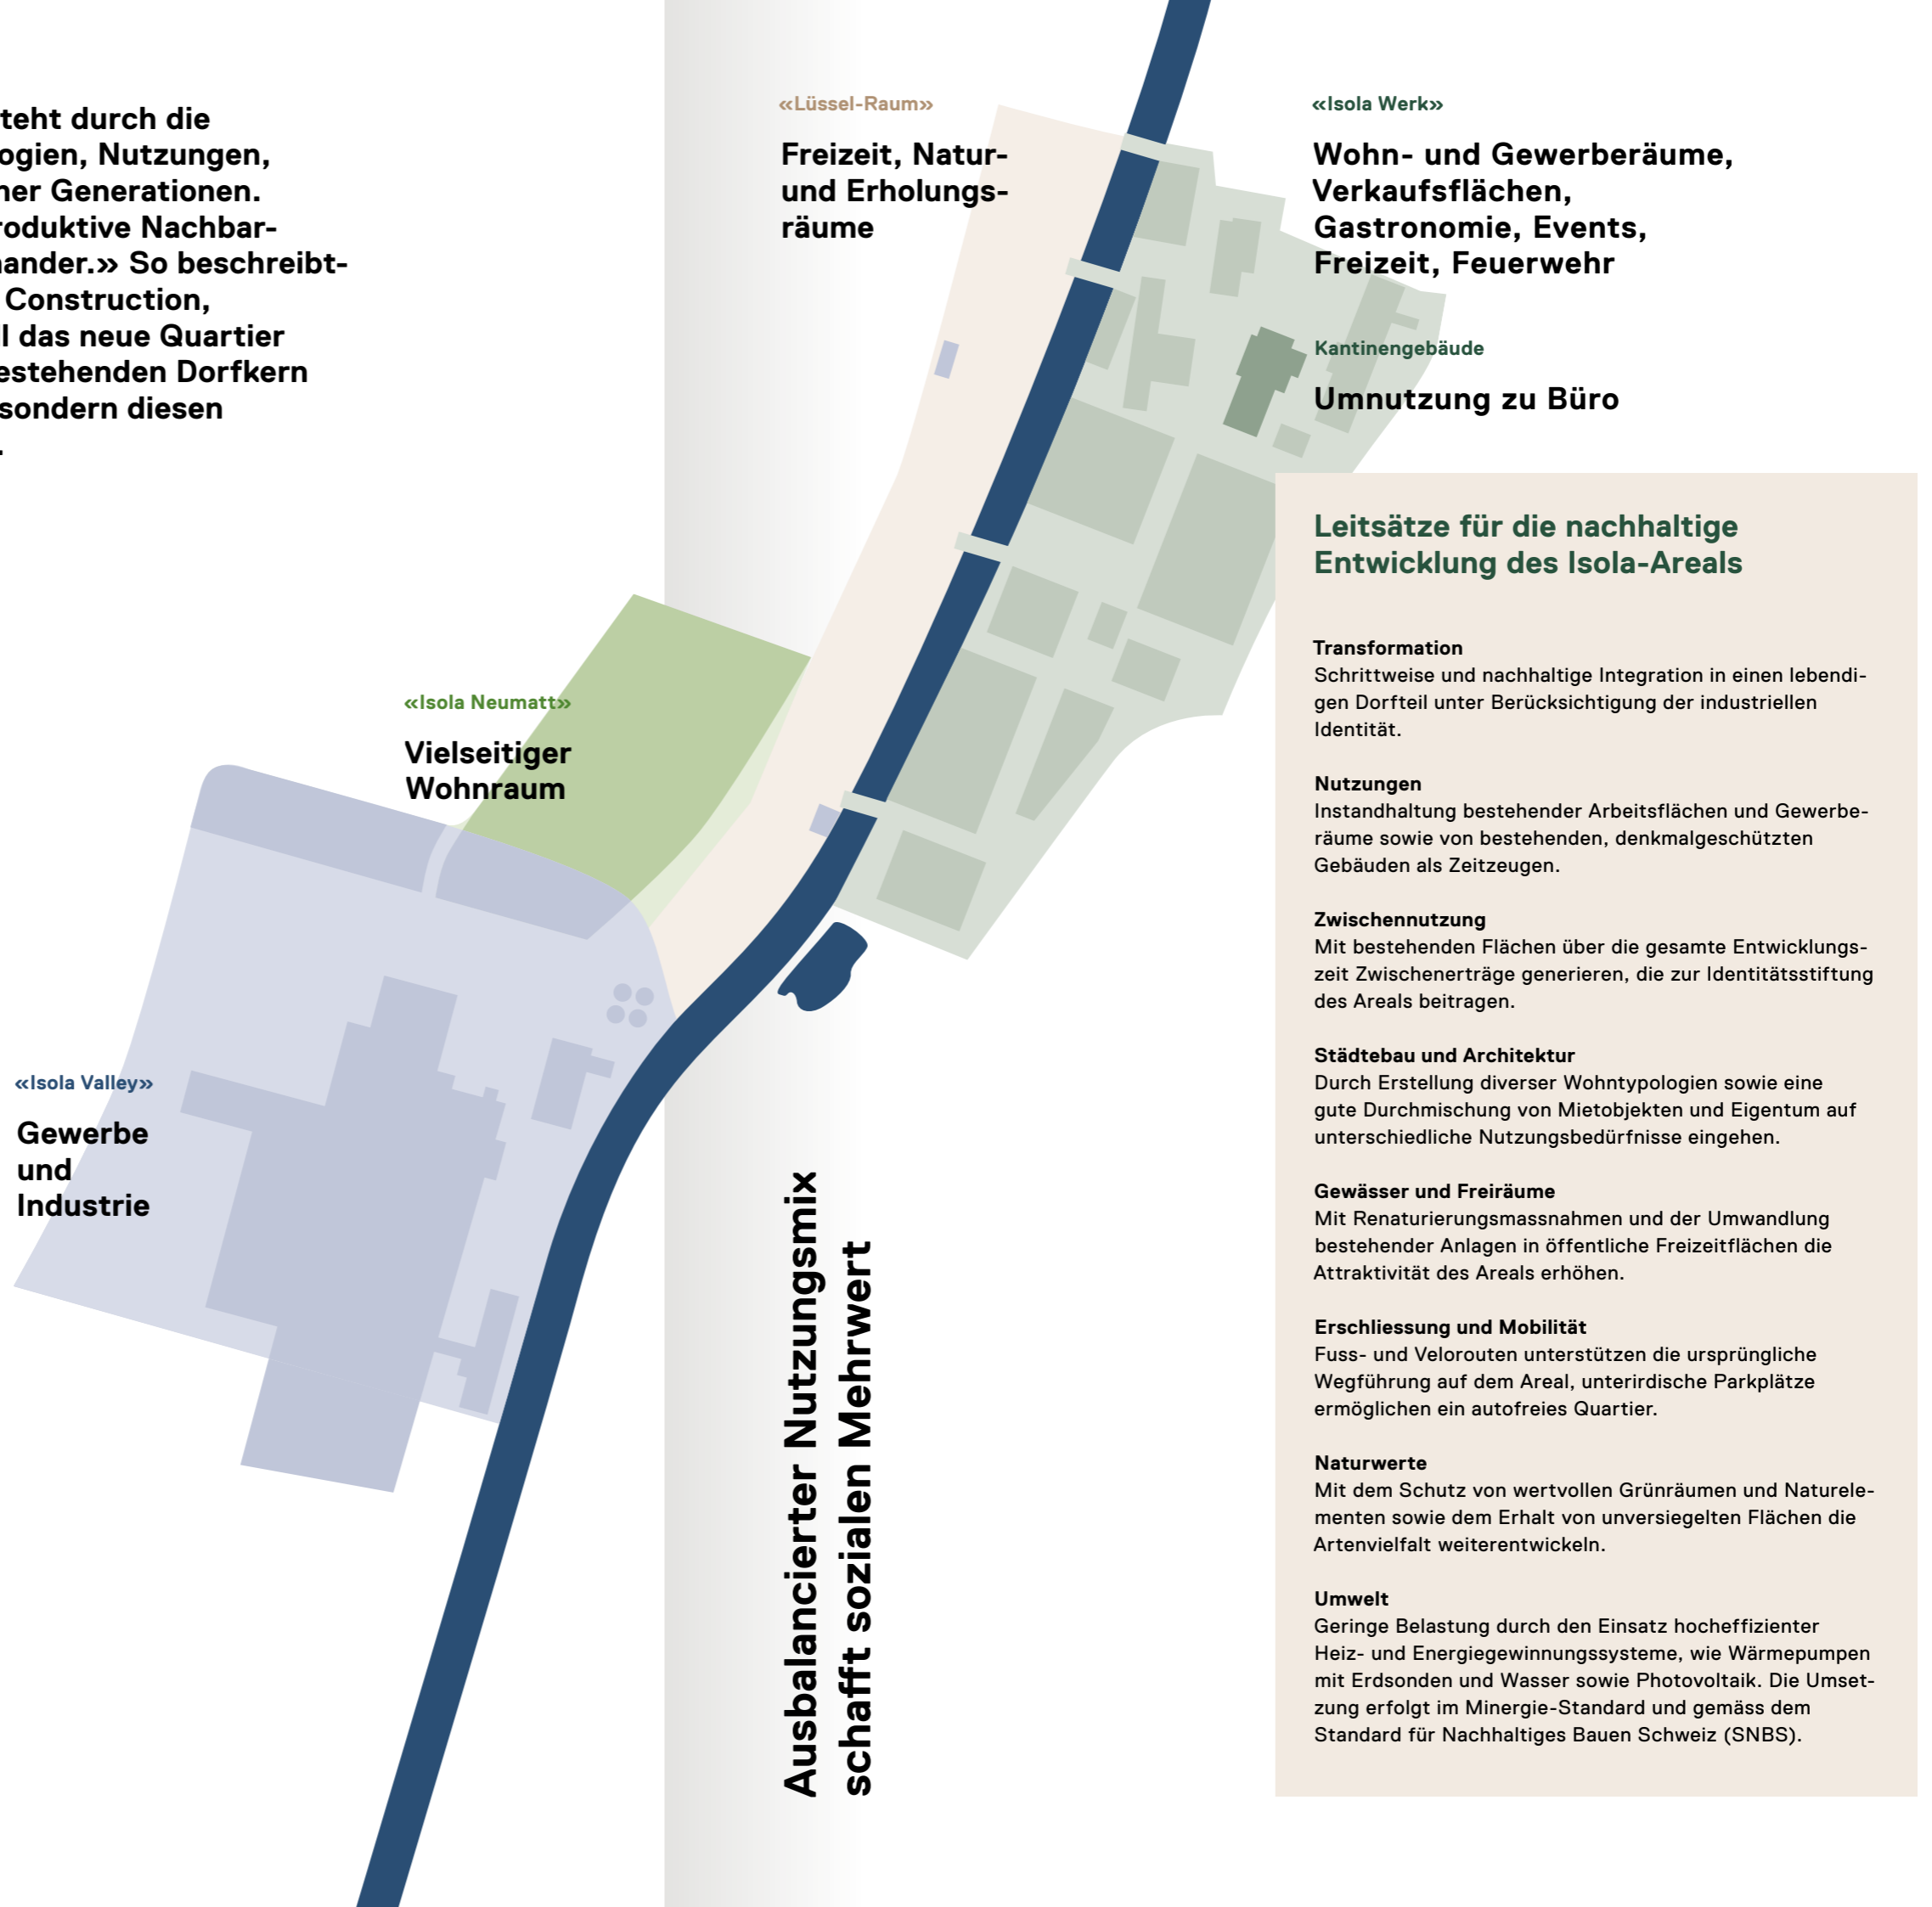 teht durch die
ogien, Nutzungen,
ner Generationen.
roduktive Nachbar-
ander.» So beschreibt-
Construction,
l das neue Quartier
estehenden Dorfkern
sondern diesen
.
«Lüssel-Raum»
Freizeit, Natur-
und Erholungs-
räume
«Isola Werk»
Wohn- und Gewerberäume,
Verkaufsflächen,
Gastronomie, Events,
Freizeit, Feuerwehr
Kantinengebäude
Umnutzung zu Büro
«Isola Neumatt»
Vielseitiger
Wohnraum
«Isola Valley»
Gewerbe
und
Industrie
Ausbalancierter Nutzungsmix
schafft sozialen Mehrwert
Leitsätze für die nachhaltige
Entwicklung des Isola-Areals
Transformation
Schrittweise und nachhaltige Integration in einen lebendi-
gen Dorfteil unter Berücksichtigung der industriellen
Identität.
Nutzungen
Instandhaltung bestehender Arbeitsflächen und Gewerbe-
räume sowie von bestehenden, denkmalgeschützten
Gebäuden als Zeitzeugen.
Zwischennutzung
Mit bestehenden Flächen über die gesamte Entwicklungs-
zeit Zwischenerträge generieren, die zur Identitätsstiftung
des Areals beitragen.
Städtebau und Architektur
Durch Erstellung diverser Wohntypologien sowie eine
gute Durchmischung von Mietobjekten und Eigentum auf
unterschiedliche Nutzungsbedürfnisse eingehen.
Gewässer und Freiräume
Mit Renaturierungsmassnahmen und der Umwandlung
bestehender Anlagen in öffentliche Freizeitflächen die
Attraktivität des Areals erhöhen.
Erschliessung und Mobilität
Fuss- und Velorouten unterstützen die ursprüngliche
Wegführung auf dem Areal, unterirdische Parkplätze
ermöglichen ein autofreies Quartier.
Naturwerte
Mit dem Schutz von wertvollen Grünräumen und Naturele-
menten sowie dem Erhalt von unversiegelten Flächen die
Artenvielfalt weiterentwickeln.
Umwelt
Geringe Belastung durch den Einsatz hocheffizienter
Heiz- und Energiegewinnungssysteme, wie Wärmepumpen
mit Erdsonden und Wasser sowie Photovoltaik. Die Umset-
zung erfolgt im Minergie-Standard und gemäss dem
Standard für Nachhaltiges Bauen Schweiz (SNBS).